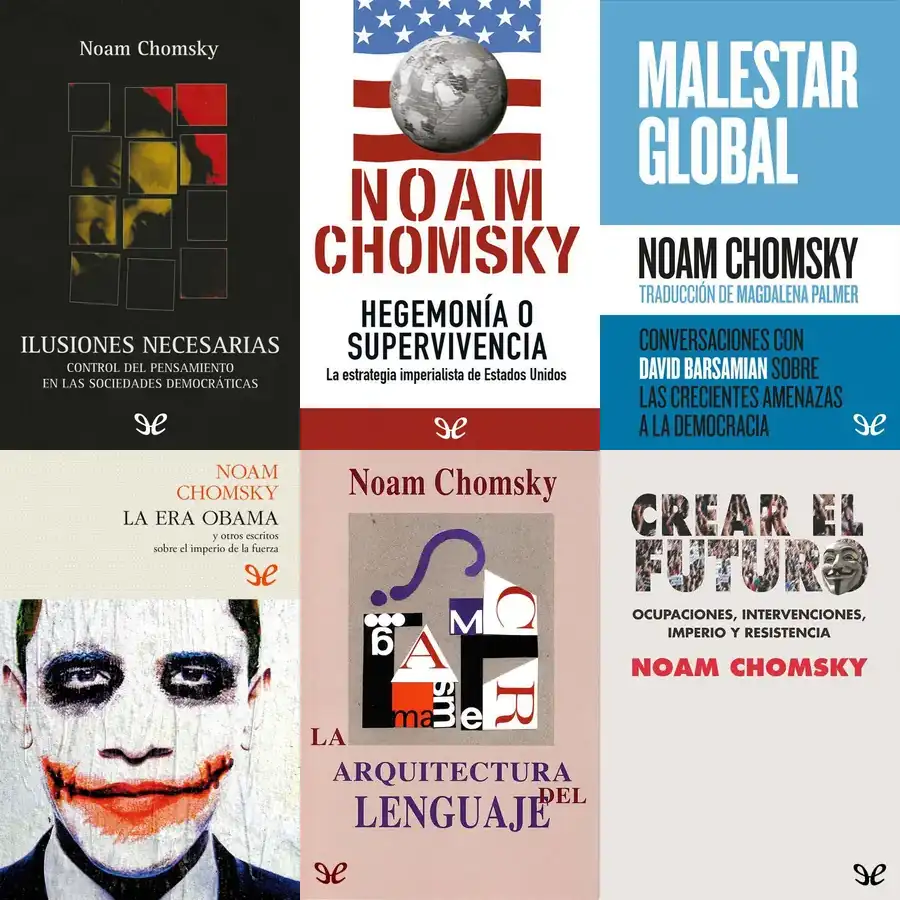 Noam Chomsky
ILUSIONES NECESARIAS
CONTROL DEL PENSAMIENTO
EN LAS SOCIEDADES DEMOCRÁTICAS
NOAM
CHOMSKY
HEGEMONÍA O
SUPERVIVENCIA
La estrategia imperialista de Estados Unidos
MALESTAR
GLOBAL
NOAM CHOMSKY
TRADUCCIÓN DE MAGDALENA PALMER
CONVERSACIONES CON
DAVID BARSAMIAN SOBRE
LAS CRECIENTES AMENAZAS
A LA DEMOCRACIA
NOAM
CHOMSKY
LA ERA OBAMA
y otros escritos
sobre el imperio de la fuerza
Noam Chomsky
LA
ARQUITECTURA
DEL
LENGUAJE
CREAR EL
FUTURO
OCUPACIONES, INTERVENCIONES,
IMPERIO Y RESISTENCIA
NOAM CHOMSKY